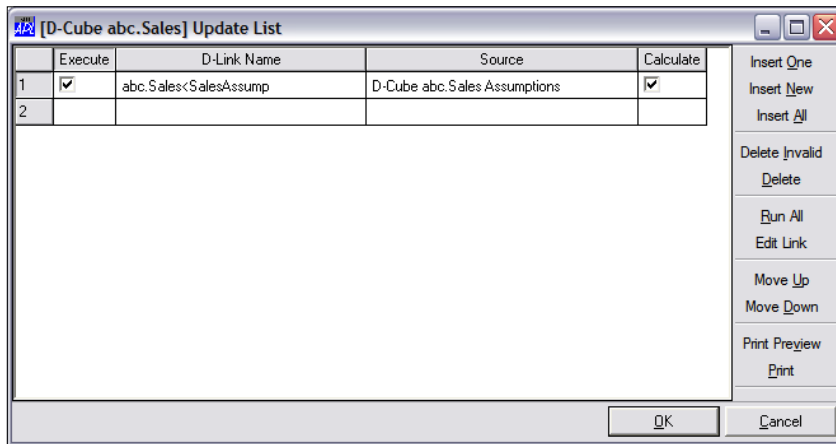 [D-Cube abc.Sales] Update List
Execute D-Link Name Source Calculate
1 abc.Sales<SalesAssump D-Cube abc.Sales Assumptions
2
Insert One
Insert New
Insert All
Delete Invalid
Delete
Run All
Edit Link
Move Up
Move Down
Print Preview
Print
OK Cancel